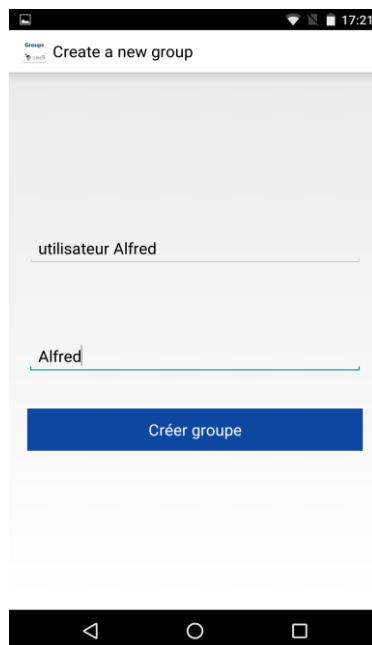 17:21
Groups
Create a new group
utilisateur Alfred
Alfred
Créer groupe